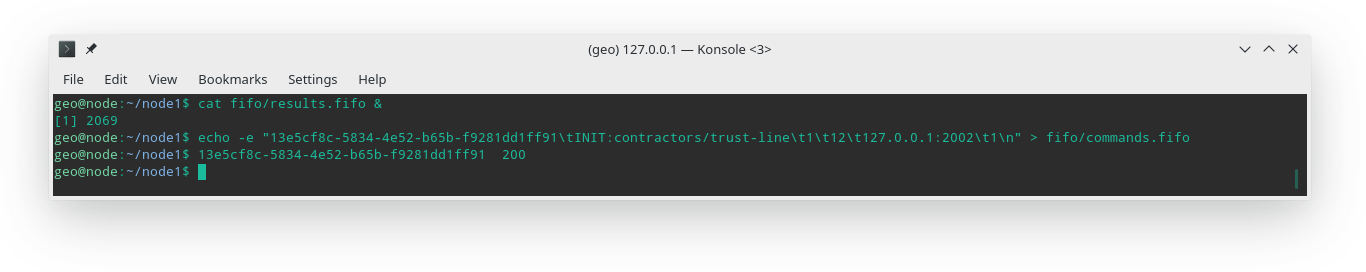 (geo) 127.0.0.1 — Konsole <3>
File Edit View Bookmarks Settings Help
geo@node:~/node1$ cat fifo/results.fifo &
[1] 2069
geo@node:~/node1$ echo -e "13e5cf8c-5834-4e52-b65b-f9281dd1ff91\tINIT:contractors/trust-line\t1\t12\t127.0.0.1:2002\t1\n" > fifo/commands.fifo
geo@node:~/node1$ 13e5cf8c-5834-4e52-b65b-f9281dd1ff91  200
geo@node:~/node1$